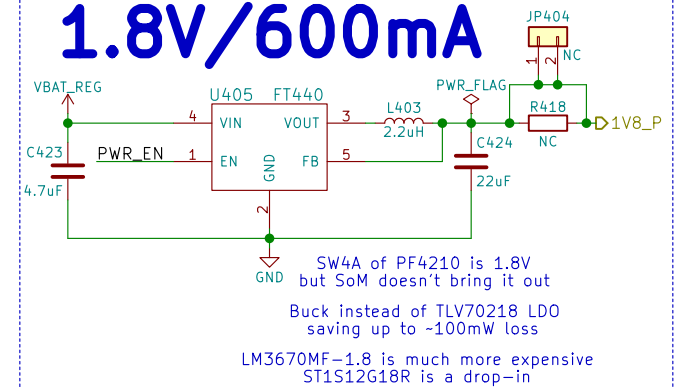 1.8V/600mA
JP404
1 2 NC
VBAT_REG
PWR_FLAG
U405 FT440
4 VIN VOUT 3
L403
2.2uH
R418
NC
1V8_P
C423
4.7uF
PWR_EN
1 EN GND FB 5
C424
22uF
2
GND
SW4A of PF4210 is 1.8V
but SoM doesn't bring it out
Buck instead of TLV70218 LDO
saving up to ~100mW loss
LM3670MF-1.8 is much more expensive
ST1S12G18R is a drop-in